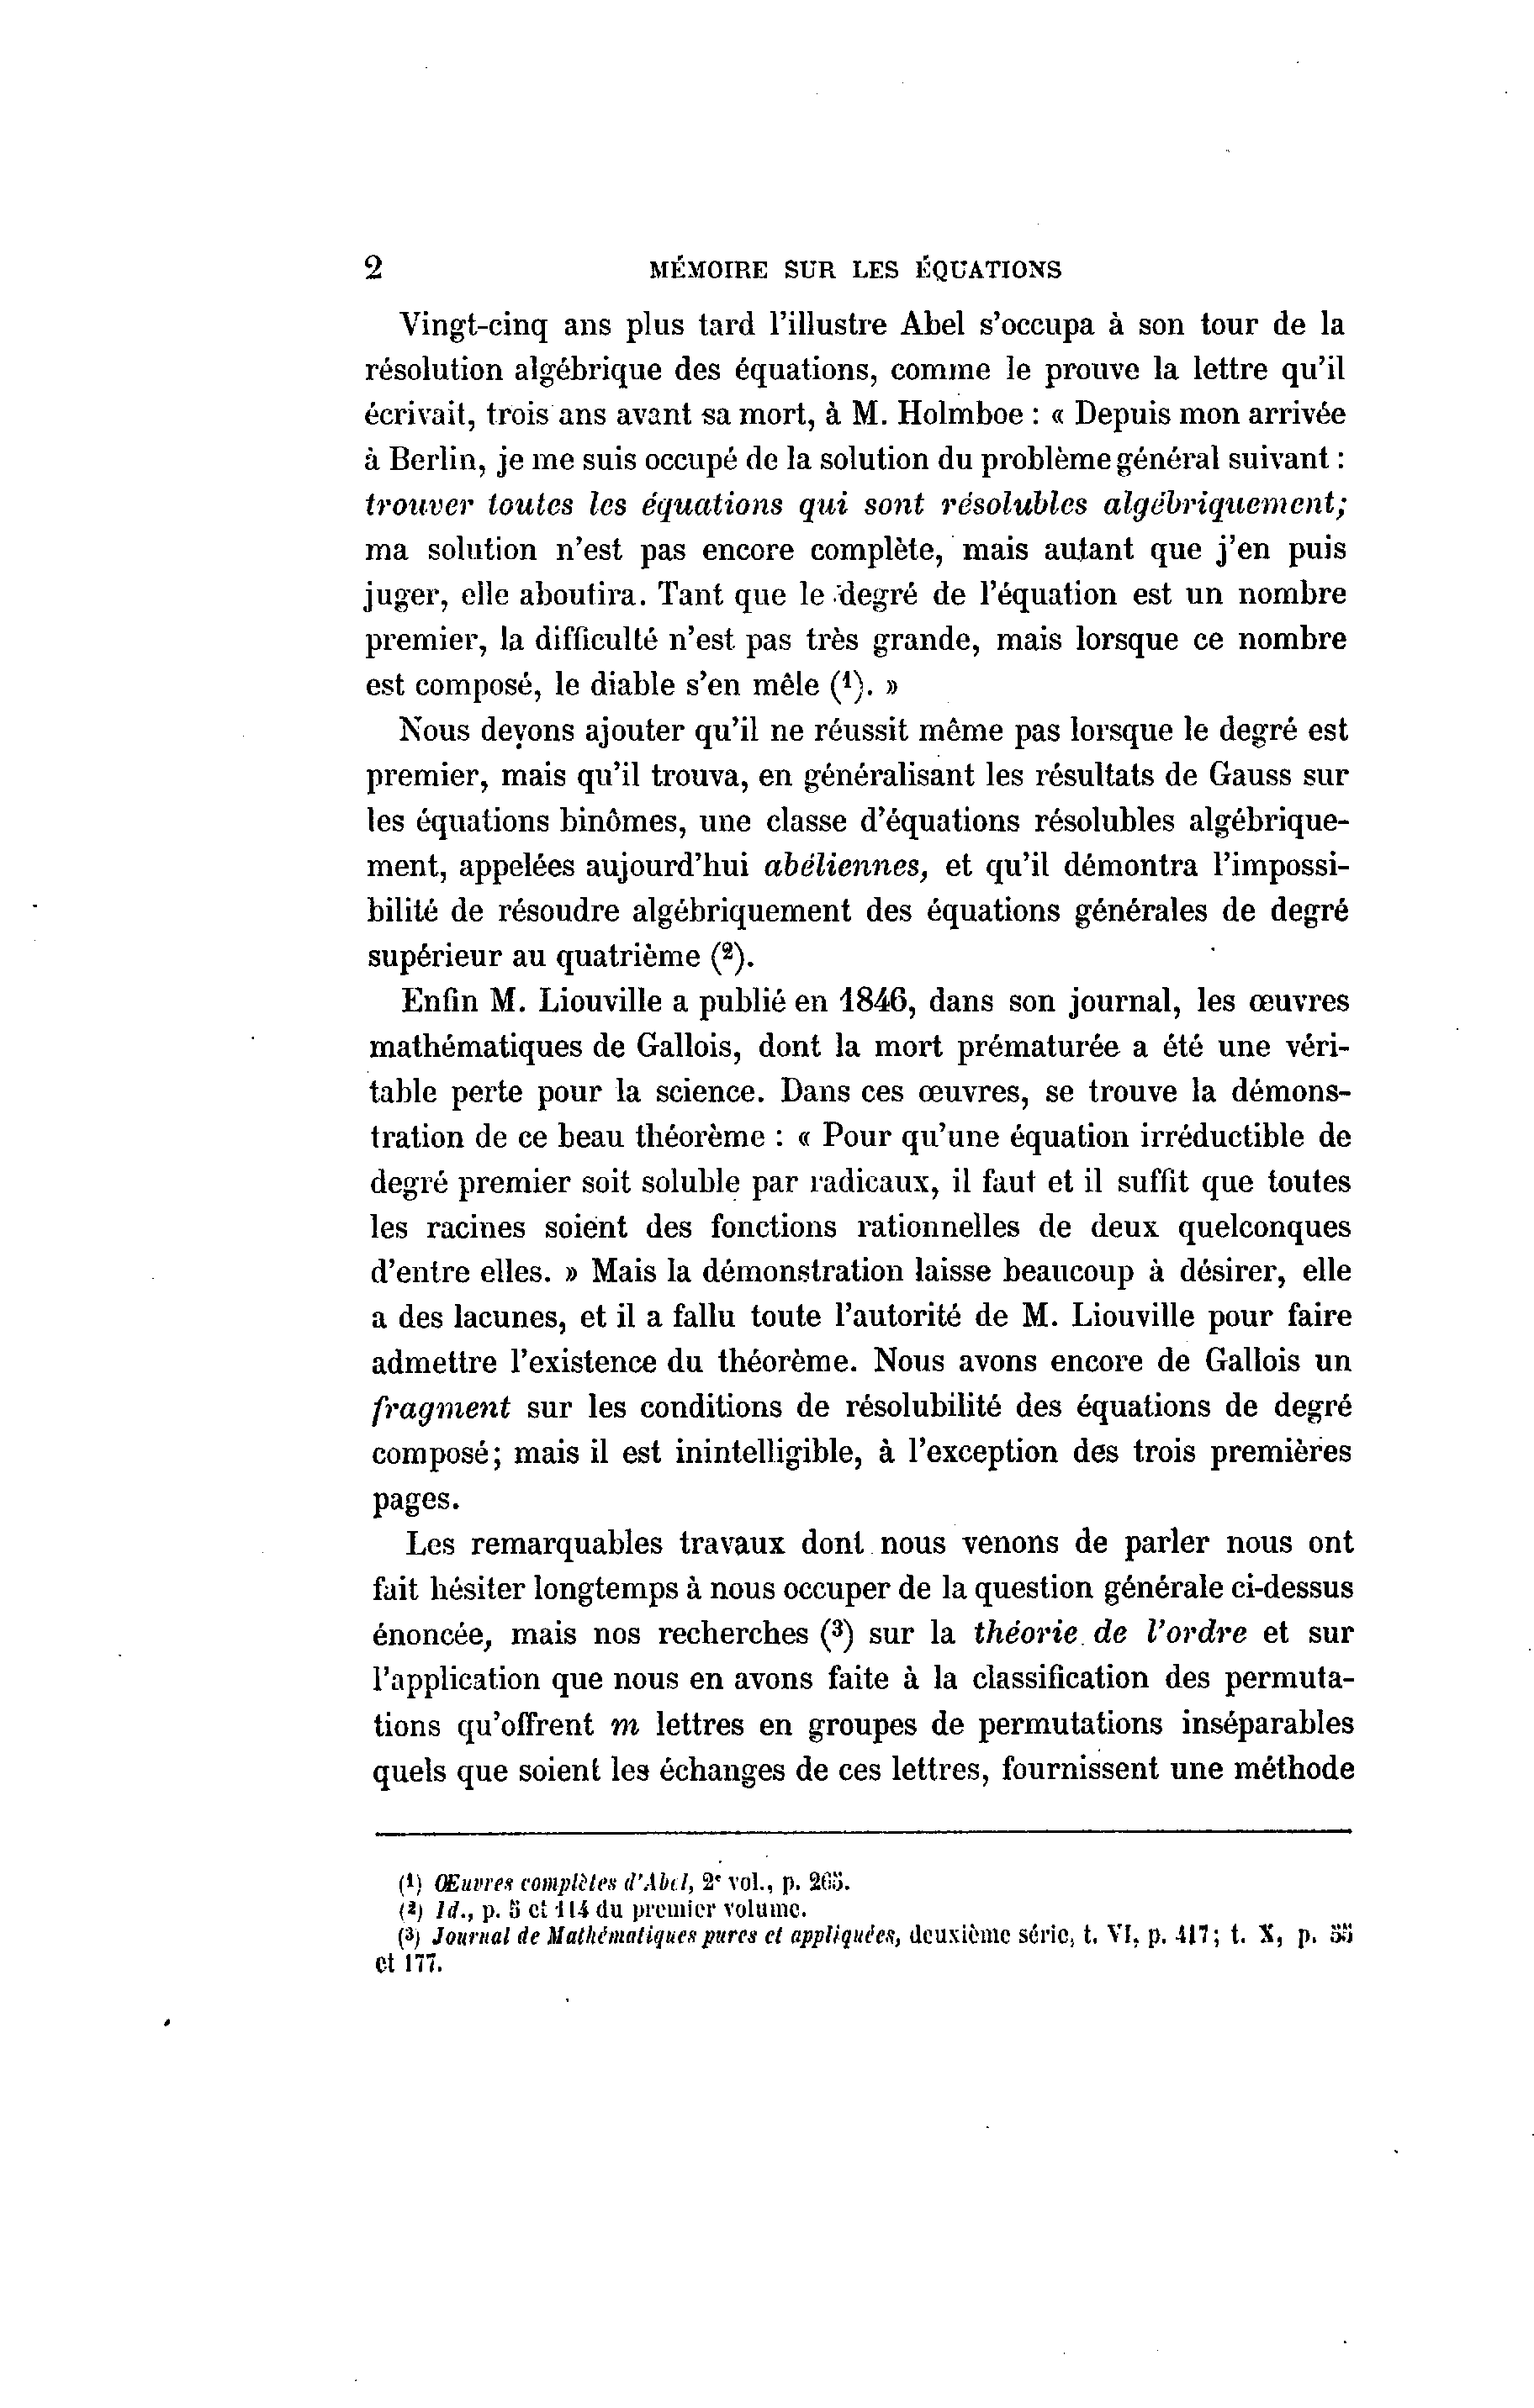 2 MÉMOIRE SUR LES ÉQUATIONS
Vingt-cinq ans plus tard l'illustre Abel s'occupa à son tour de la
résolution algébrique des équations, comme le prouve la lettre qu'il
écrivait, trois ans avant sa mort, à M. Holmboe : « Depuis mon arrivée
à Berlin, je me suis occupé de la solution du problème général suivant :
trouver toutes les équations qui sont résolubles algébriquement;
ma solution n'est pas encore complète, mais autant que j'en puis
juger, elle aboutira. Tant que le degré de l'équation est un nombre
premier, la difficulté n'est pas très grande, mais lorsque ce nombre
est composé, le diable s'en mêle (1). »
Nous devons ajouter qu'il ne réussit même pas lorsque le degré est
premier, mais qu'il trouva, en généralisant les résultats de Gauss sur
les équations binômes, une classe d'équations résolubles algébrique-
ment, appelées aujourd'hui abéliennes, et qu'il démontra l'impossi-
bilité de résoudre algébriquement des équations générales de degré
supérieur au quatrième (2).
Enfin M. Liouville a publié en 1846, dans son journal, les œuvres
mathématiques de Gallois, dont la mort prématurée a été une véri-
table perte pour la science. Dans ces œuvres, se trouve la démons-
tration de ce beau théorème : « Pour qu'une équation irréductible de
degré premier soit soluble par radicaux, il faut et il suffit que toutes
les racines soient des fonctions rationnelles de deux quelconques
d'entre elles. » Mais la démonstration laisse beaucoup à désirer, elle
a des lacunes, et il a fallu toute l'autorité de M. Liouville pour faire
admettre l'existence du théorème. Nous avons encore de Gallois un
fragment sur les conditions de résolubilité des équations de degré
composé; mais il est inintelligible, à l'exception des trois premières
pages.
Les remarquables travaux dont nous venons de parler nous ont
fait hésiter longtemps à nous occuper de la question générale ci-dessus
énoncée, mais nos recherches (3) sur la théorie de l'ordre et sur
l'application que nous en avons faite à la classification des permuta-
tions qu'offrent m lettres en groupes de permutations inséparables
quels que soient les échanges de ces lettres, fournissent une méthode
(1) Œuvres complètes d'Abel, 2e vol., p. 265.
(2) Id., p. 5 et 114 du premier volume.
(3) Journal de Mathématiques pures et appliquées, deuxième série, t. VI, p. 417; t. X, p. 55
et 177.